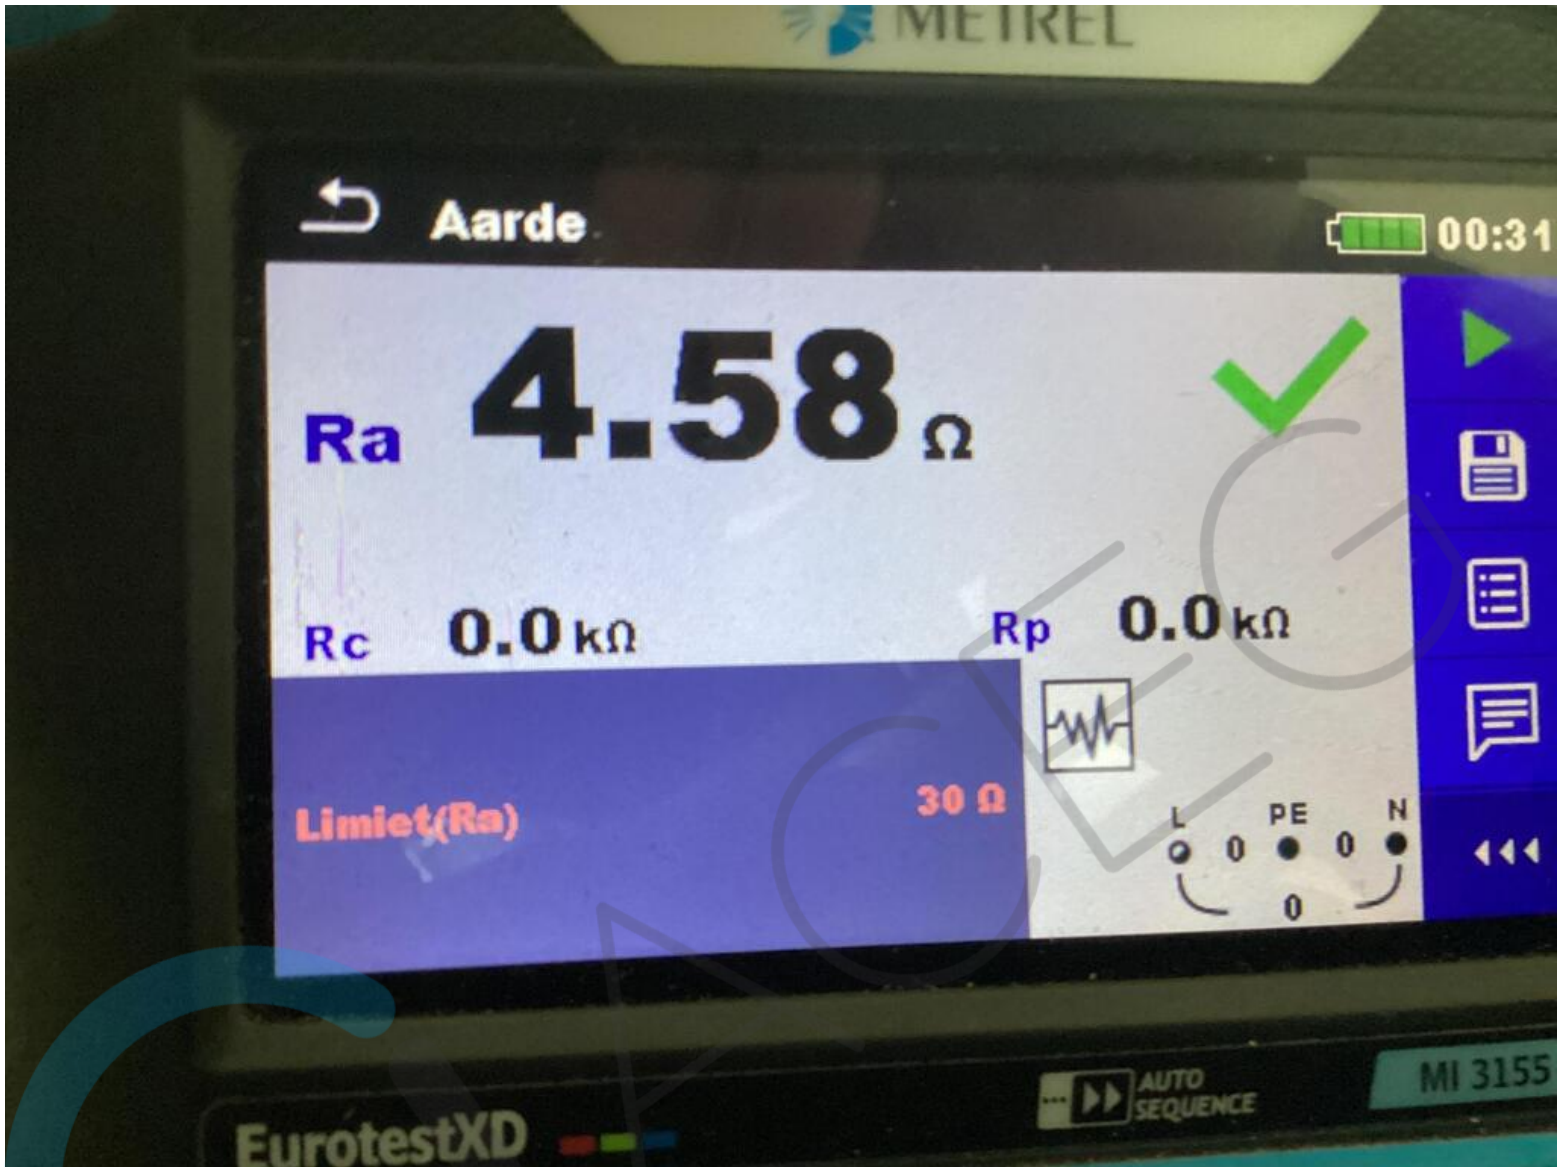 METREL
Aarde
00:31
Ra 4.58 Ω
Rc 0.0 kΩ
Rp 0.0 kΩ
Limiet(Ra) 30 Ω
L PE N
0 0
0
AUTO
SEQUENCE
MI 3155
EurotestXD
ACEG